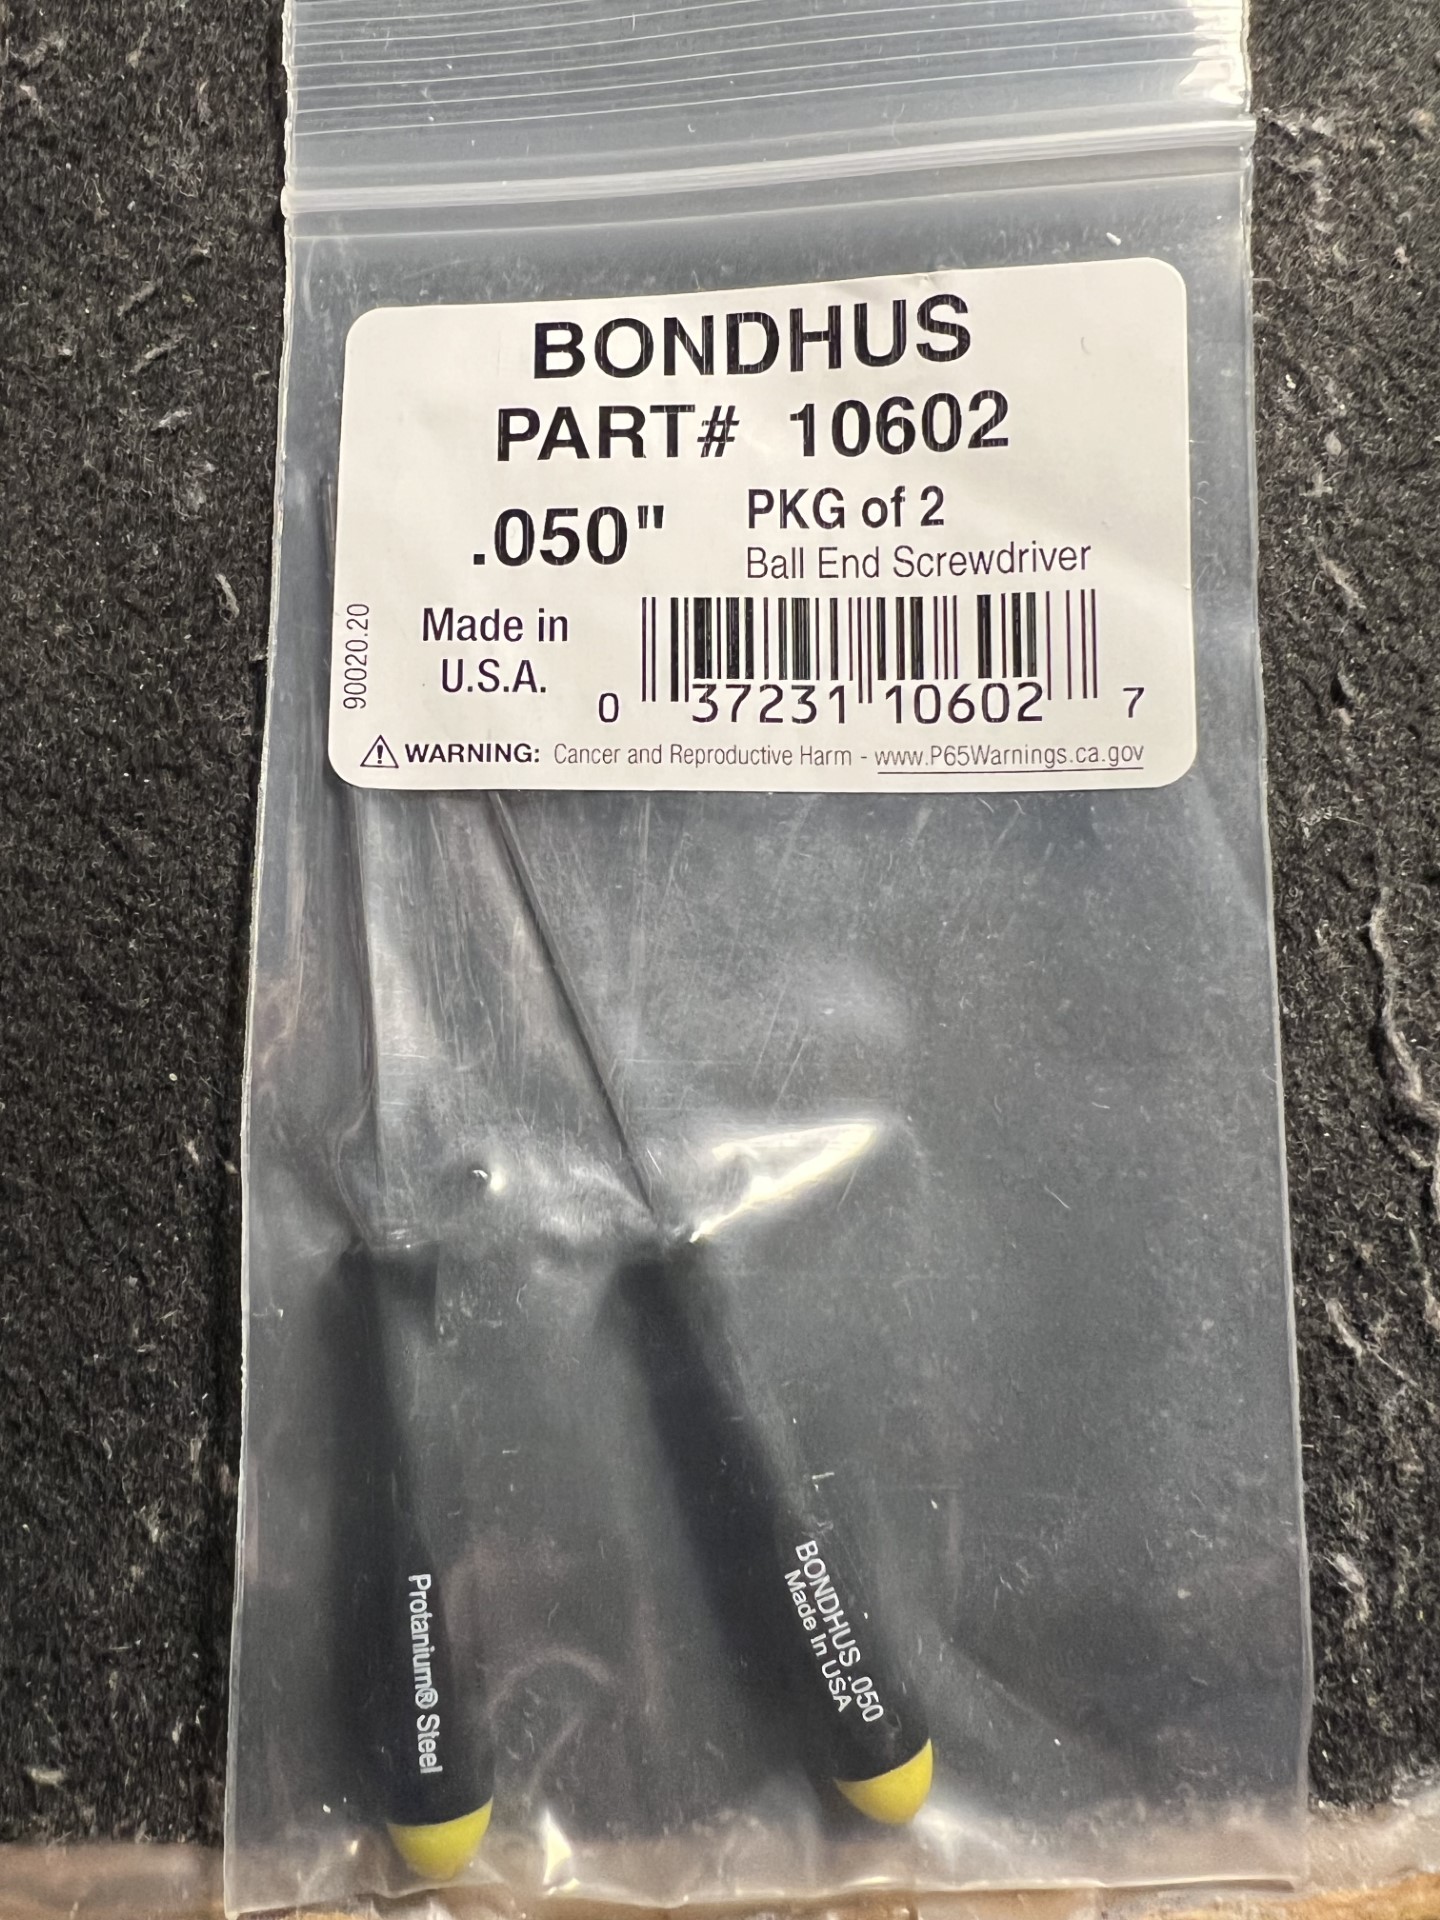 BONDHUS
PART# 10602
.050"
PKG of 2
Ball End Screwdriver
Made in
U.S.A.
90020.20
0 37231 10602 7
⚠ WARNING: Cancer and Reproductive Harm - www.P65Warnings.ca.gov
Protanium® Steel
BONDHUS .050
Made In USA